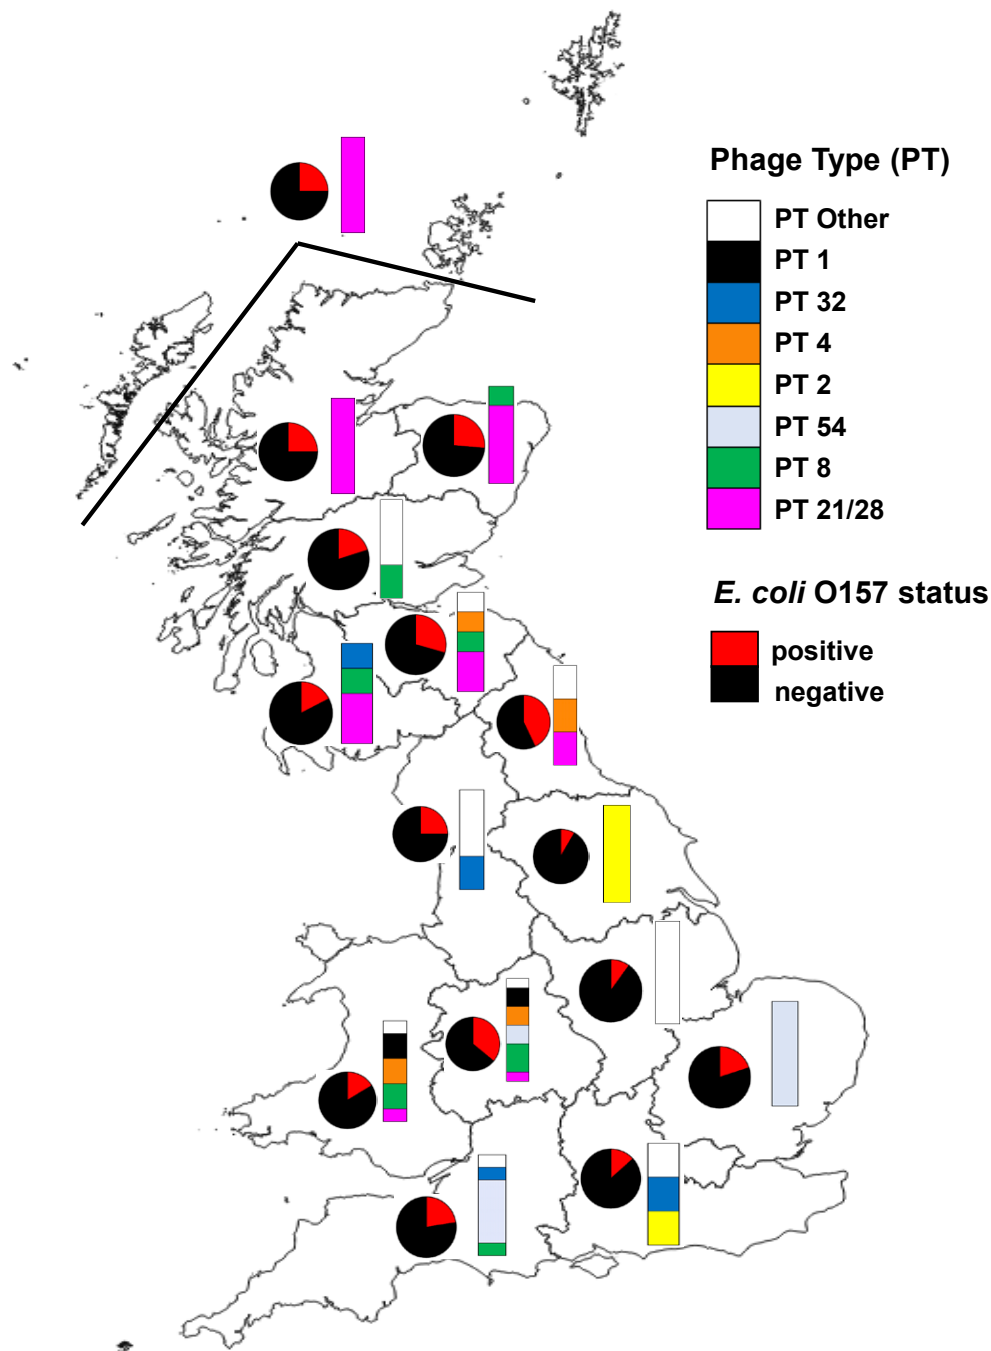 Phage Type (PT)
PT Other
PT 1
PT 32
PT 4
PT 2
PT 54
PT 8
PT 21/28
E. coli O157 status
positive
negative